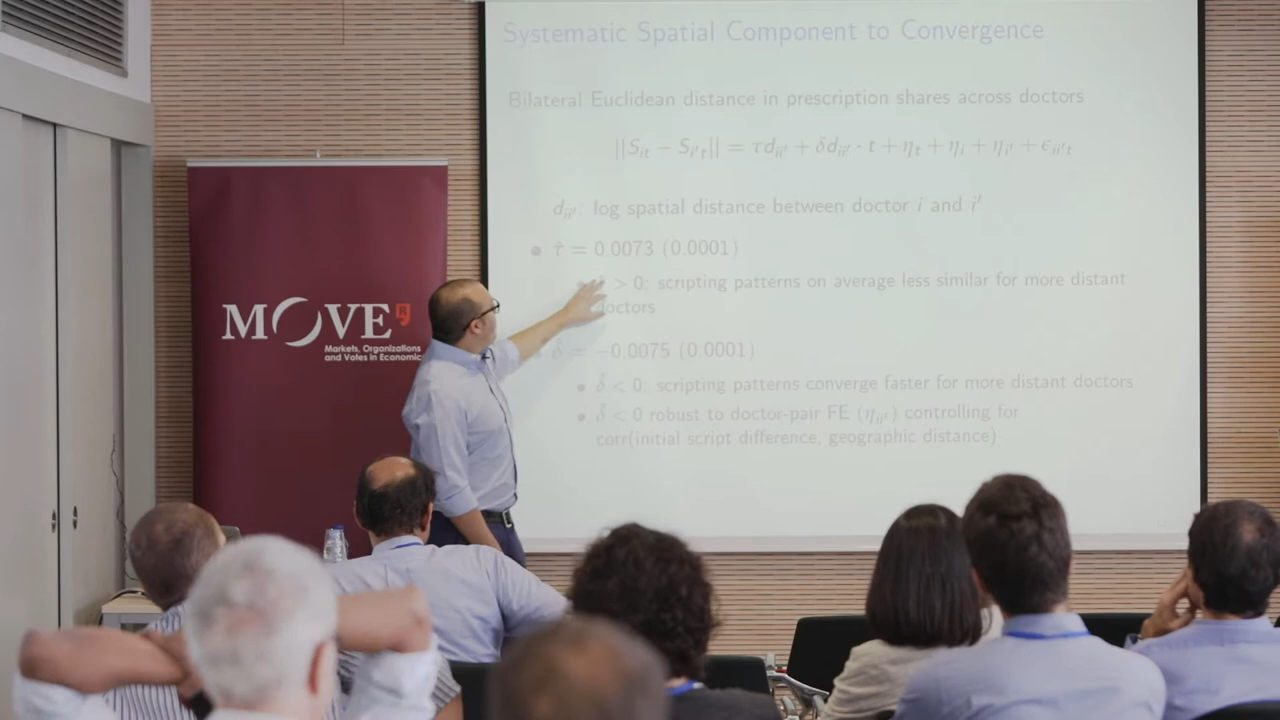 Systematic Spatial Component to Convergence
Bilateral Euclidean distance in prescription shares across doctors
||S_{it} − S_{i't}|| = τd_{ii'} + δd_{ii'} · t + η_t + η_i + η_{i'} + ϵ_{ii't}
d_{ii'}: log spatial distance between doctor i and i'
• τ̂ = 0.0073 (0.0001)
> 0: scripting patterns on average less similar for more distant
doctors
= −0.0075 (0.0001)
• δ̂ < 0: scripting patterns converge faster for more distant doctors
• δ̂ < 0 robust to doctor-pair FE (η_{ii'}) controlling for
corr(initial script difference, geographic distance)
MOVE
R
Markets, Organizations
and Votes in Economic